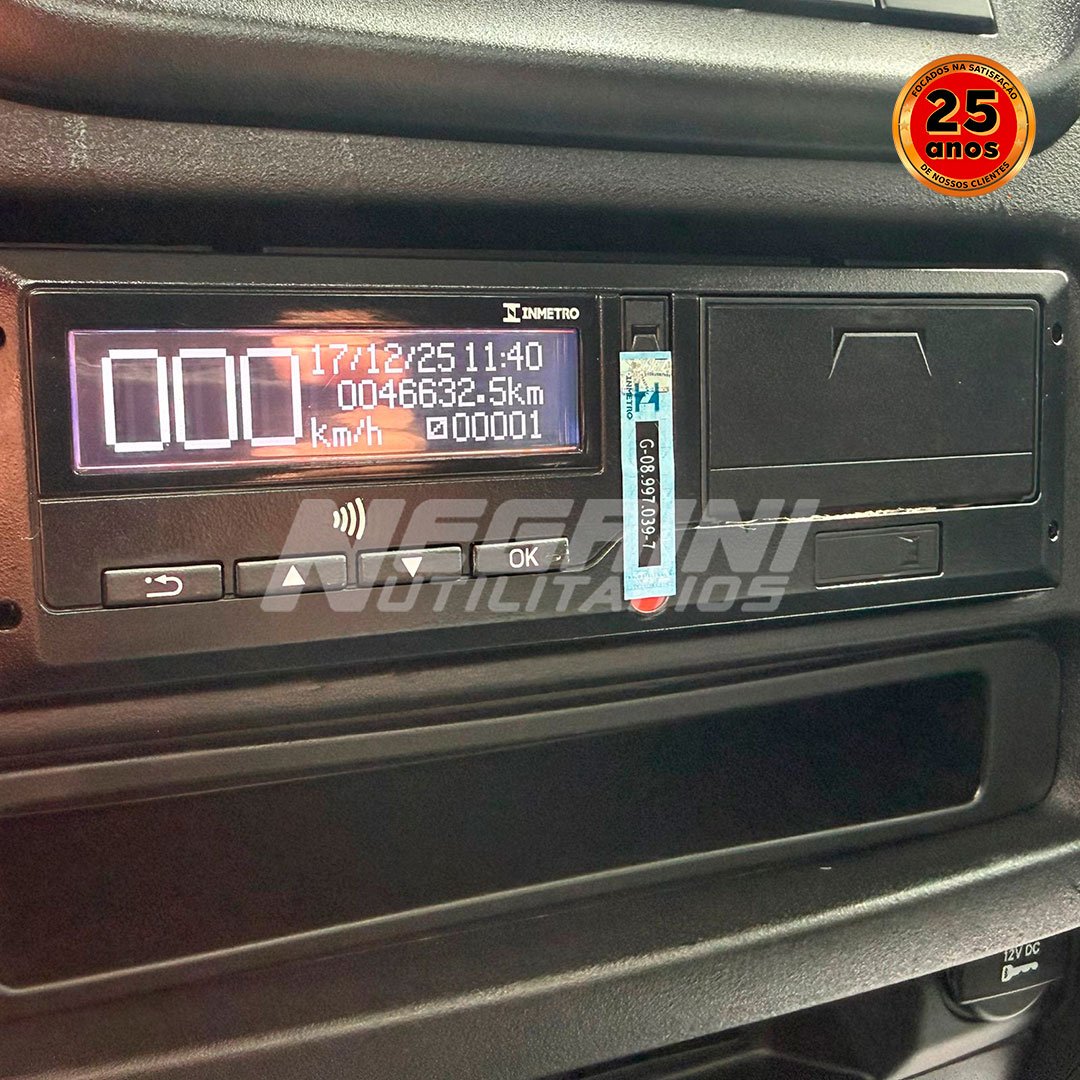 FOCADOS NA SATISFAÇÃO
25
anos
DE NOSSOS CLIENTES
INMETRO
000 km/h
17/12/25 11:40
0046632.5km
00001
INMETRO
G-08.997.039-7
OK
NEGRINI
UTILITÁRIOS
12V DC